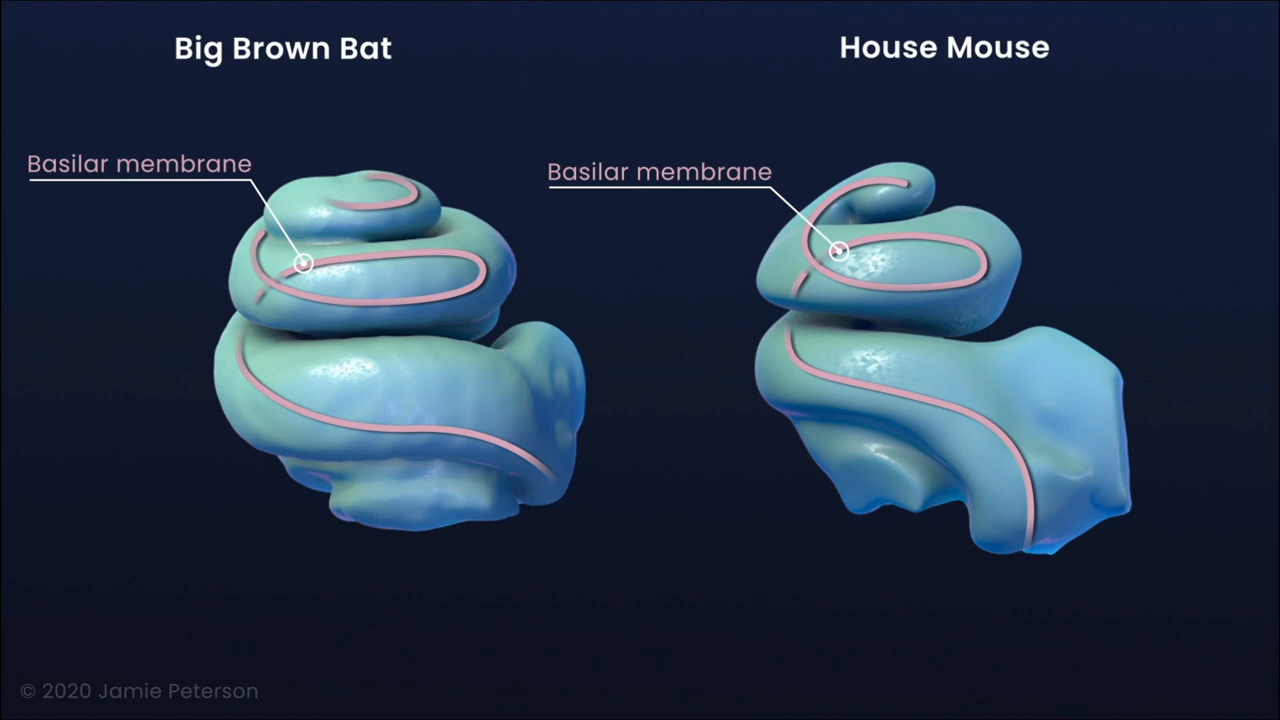 Big Brown Bat
House Mouse
Basilar membrane
Basilar membrane
© 2020 Jamie Peterson